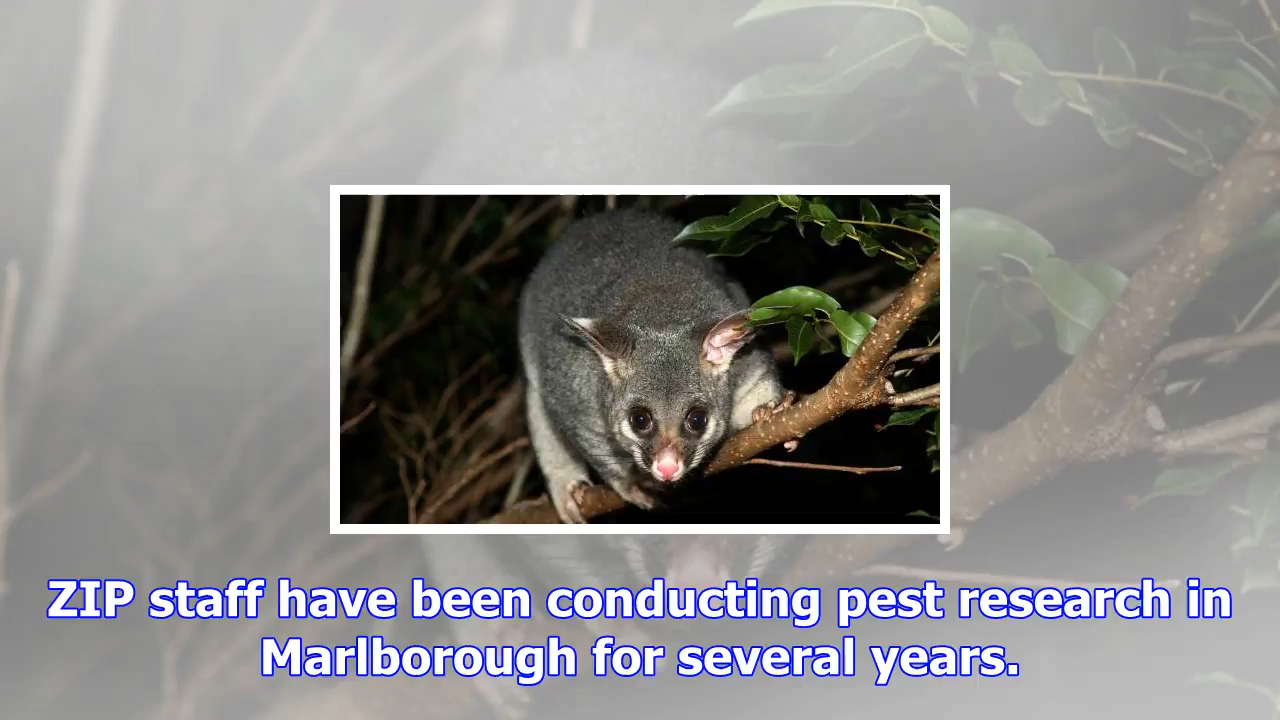 ZIP staff have been conducting pest research in
Marlborough for several years.